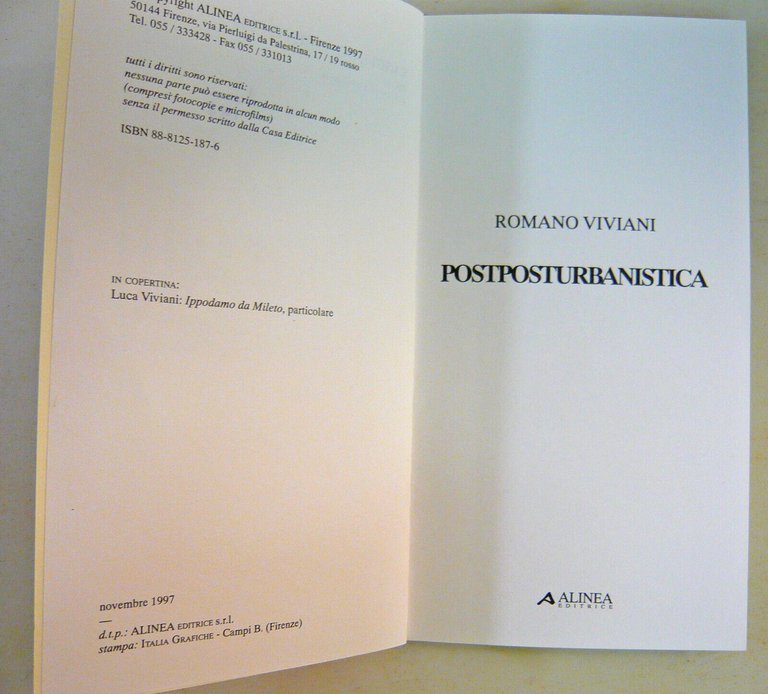 pyright ALINEA EDITRICE s.r.l. - Firenze 1997
50144 Firenze, via Pierluigi da Palestrina, 17 / 19 rosso
Tel. 055 / 333428 - Fax 055 / 331013
tutti i diritti sono riservati:
nessuna parte può essere riprodotta in alcun modo
(compresi fotocopie e microfilms)
senza il permesso scritto dalla Casa Editrice
ISBN 88-8125-187-6
IN COPERTINA:
Luca Viviani: Ippodamo da Mileto, particolare
novembre 1997
—
d.t.p.: ALINEA EDITRICE s.r.l.
stampa: ITALIA GRAFICHE - Campi B. (Firenze)
ROMANO VIVIANI
POSTPOSTURBANISTICA
ALINEA
EDITRICE